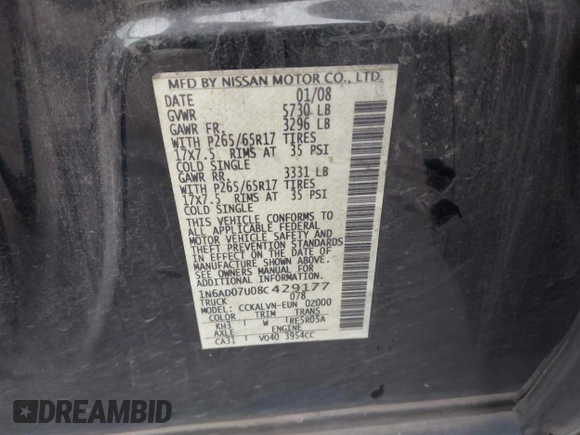 MFD BY NISSAN MOTOR CO., LTD.
DATE 01/08
GVWR 5730 LB
GAWR FR. 3296 LB
WITH P265/65R17 TIRES
17X7.5 RIMS AT 35 PSI
COLD SINGLE
GAWR RR. 3331 LB
WITH P265/65R17 TIRES
17X7.5 RIMS AT 35 PSI
COLD SINGLE
THIS VEHICLE CONFORMS TO
ALL APPLICABLE FEDERAL
MOTOR VEHICLE SAFETY AND
THEFT PREVENTION STANDARDS
IN EFFECT ON THE DATE OF
MANUFACTURE SHOWN ABOVE.
SEE OWNERS MANUAL FOR
ADDITIONAL INFORMATION.
1N6AD07U08C429177
TRUCK 078
MODEL: CCKALVN-EUN 0Z000
COLOR TRIM TRANS
KH3 W RE5R05A
AXLE ENGINE
CA31 VQ40 3954CC
DREAMBID